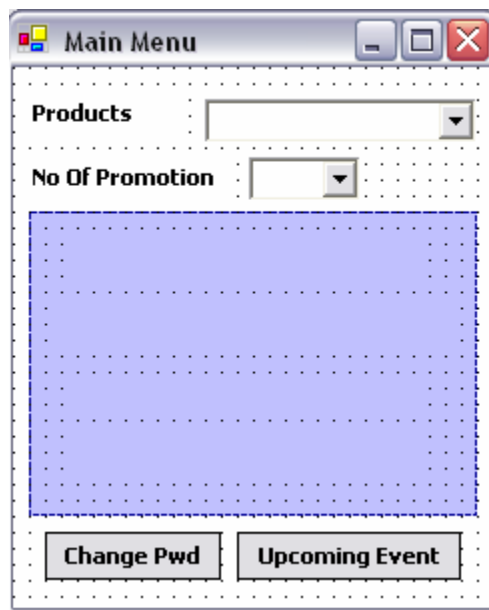 Main Menu
Products
No Of Promotion
Change Pwd
Upcoming Event